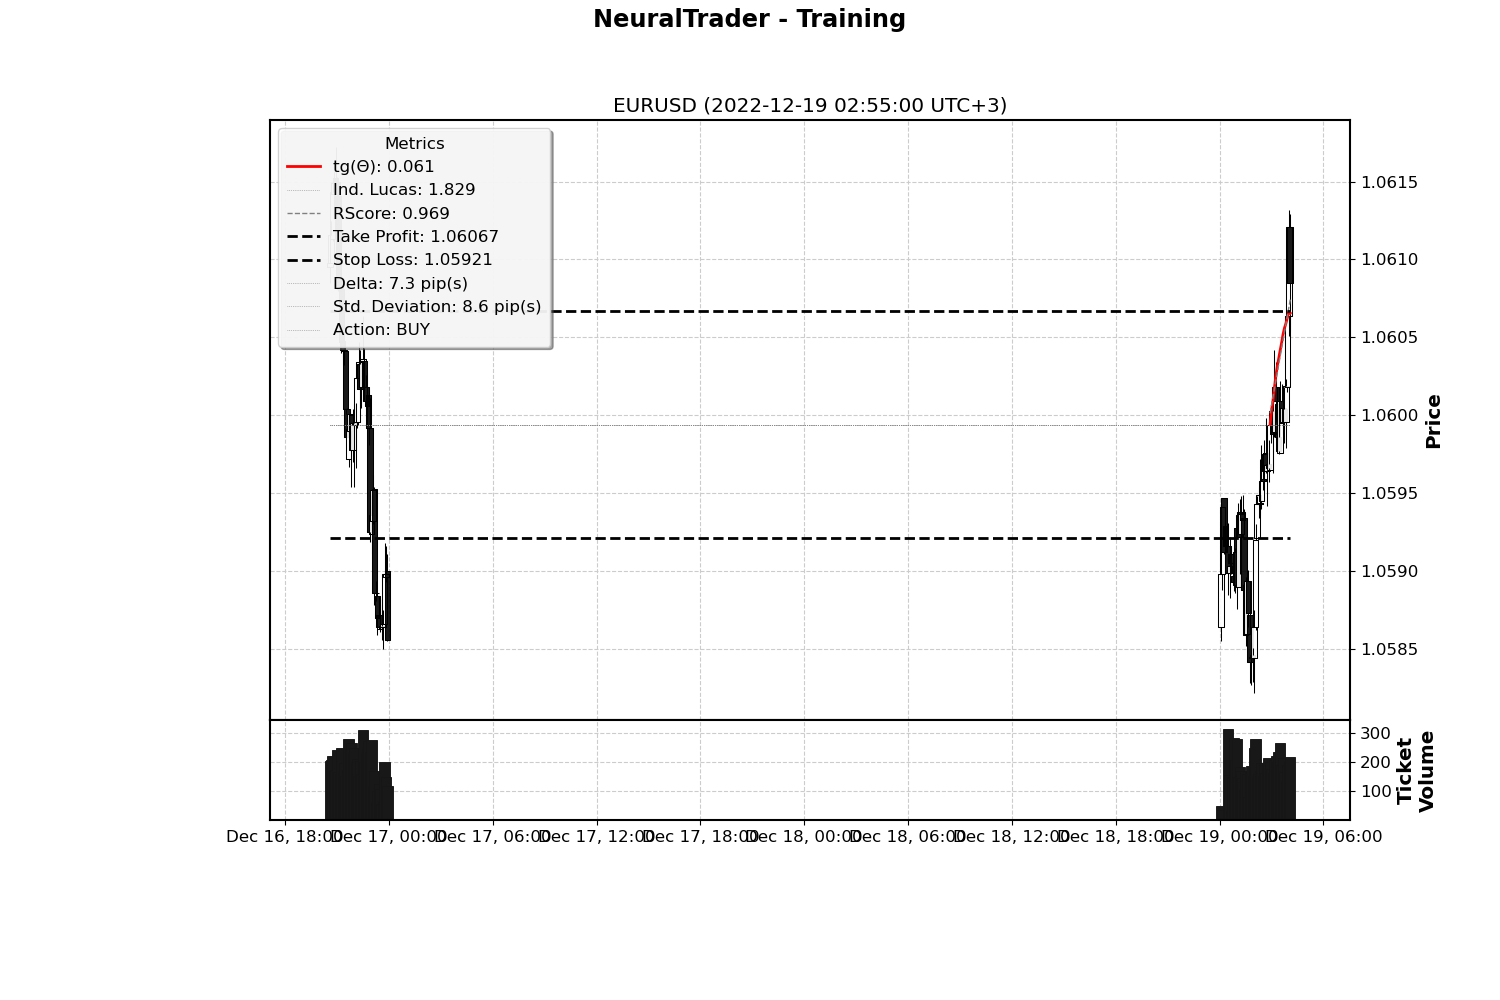 NeuralTrader - Training
EURUSD (2022-12-19 02:55:00 UTC+3)
Metrics
tg(Θ): 0.061
Ind. Lucas: 1.829
RScore: 0.969
Take Profit: 1.06067
Stop Loss: 1.05921
Delta: 7.3 pip(s)
Std. Deviation: 8.6 pip(s)
Action: BUY
1.0615
1.0610
1.0605
1.0600
1.0595
1.0590
1.0585
Price
300
200
100
Ticket
Volume
Dec 16, 18:00 Dec 17, 00:00 Dec 17, 06:00 Dec 17, 12:00 Dec 17, 18:00 Dec 18, 00:00 Dec 18, 06:00 Dec 18, 12:00 Dec 18, 18:00 Dec 19, 00:00 Dec 19, 06:00